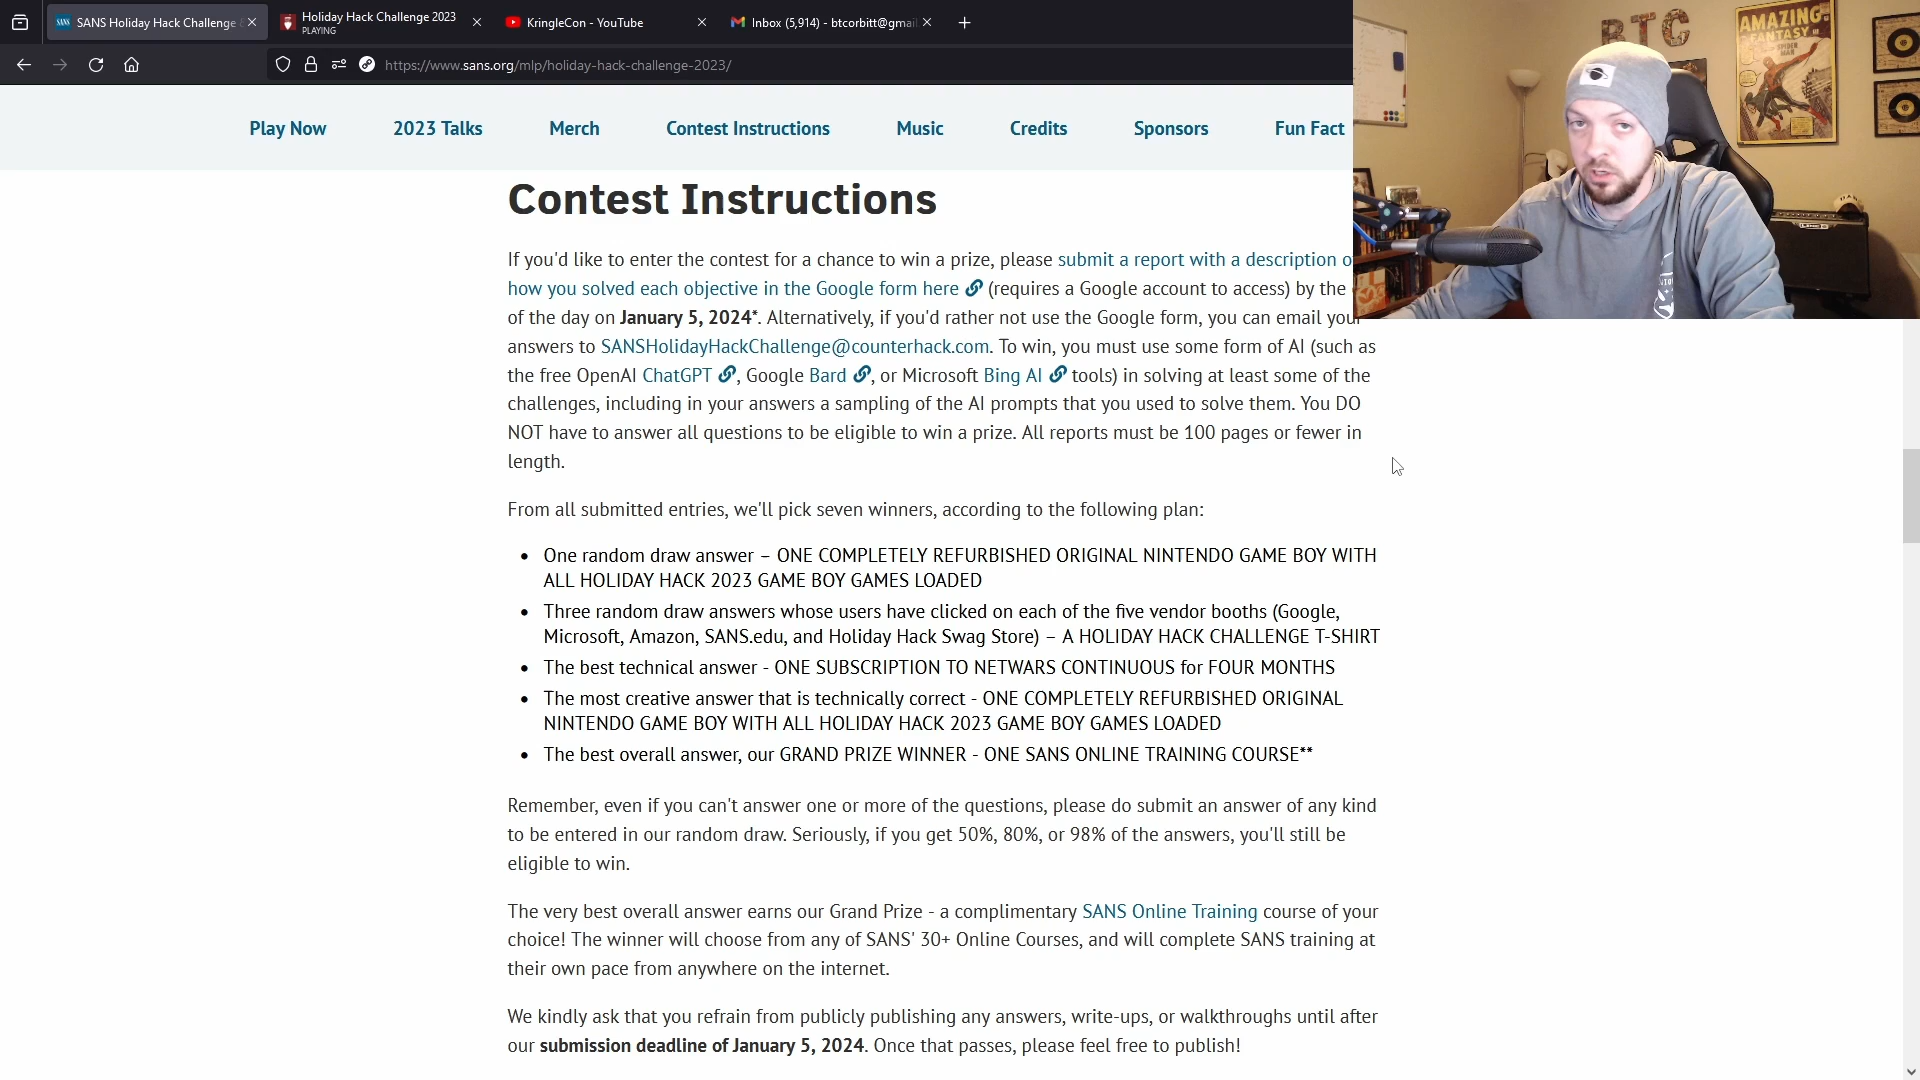 SANS Holiday Hack Challenge
Holiday Hack Challenge 2023
PLAYING
KringleCon - YouTube
Inbox (5,914) - btcorbitt@gmai
https://www.sans.org/mlp/holiday-hack-challenge-2023/
Play Now
2023 Talks
Merch
Contest Instructions
Music
Credits
Sponsors
Fun Fact
BTC
AMAZING
FANTASY
Contest Instructions
If you'd like to enter the contest for a chance to win a prize, please submit a report with a description o
how you solved each objective in the Google form here (requires a Google account to access) by the
of the day on January 5, 2024*. Alternatively, if you'd rather not use the Google form, you can email your
answers to SANSHolidayHackChallenge@counterhack.com. To win, you must use some form of AI (such as
the free OpenAI ChatGPT , Google Bard , or Microsoft Bing AI tools) in solving at least some of the
challenges, including in your answers a sampling of the AI prompts that you used to solve them. You DO
NOT have to answer all questions to be eligible to win a prize. All reports must be 100 pages or fewer in
length.
From all submitted entries, we'll pick seven winners, according to the following plan:
• One random draw answer – ONE COMPLETELY REFURBISHED ORIGINAL NINTENDO GAME BOY WITH
ALL HOLIDAY HACK 2023 GAME BOY GAMES LOADED
• Three random draw answers whose users have clicked on each of the five vendor booths (Google,
Microsoft, Amazon, SANS.edu, and Holiday Hack Swag Store) – A HOLIDAY HACK CHALLENGE T-SHIRT
• The best technical answer - ONE SUBSCRIPTION TO NETWARS CONTINUOUS for FOUR MONTHS
• The most creative answer that is technically correct - ONE COMPLETELY REFURBISHED ORIGINAL
NINTENDO GAME BOY WITH ALL HOLIDAY HACK 2023 GAME BOY GAMES LOADED
• The best overall answer, our GRAND PRIZE WINNER - ONE SANS ONLINE TRAINING COURSE**
Remember, even if you can't answer one or more of the questions, please do submit an answer of any kind
to be entered in our random draw. Seriously, if you get 50%, 80%, or 98% of the answers, you'll still be
eligible to win.
The very best overall answer earns our Grand Prize - a complimentary SANS Online Training course of your
choice! The winner will choose from any of SANS' 30+ Online Courses, and will complete SANS training at
their own pace from anywhere on the internet.
We kindly ask that you refrain from publicly publishing any answers, write-ups, or walkthroughs until after
our submission deadline of January 5, 2024. Once that passes, please feel free to publish!